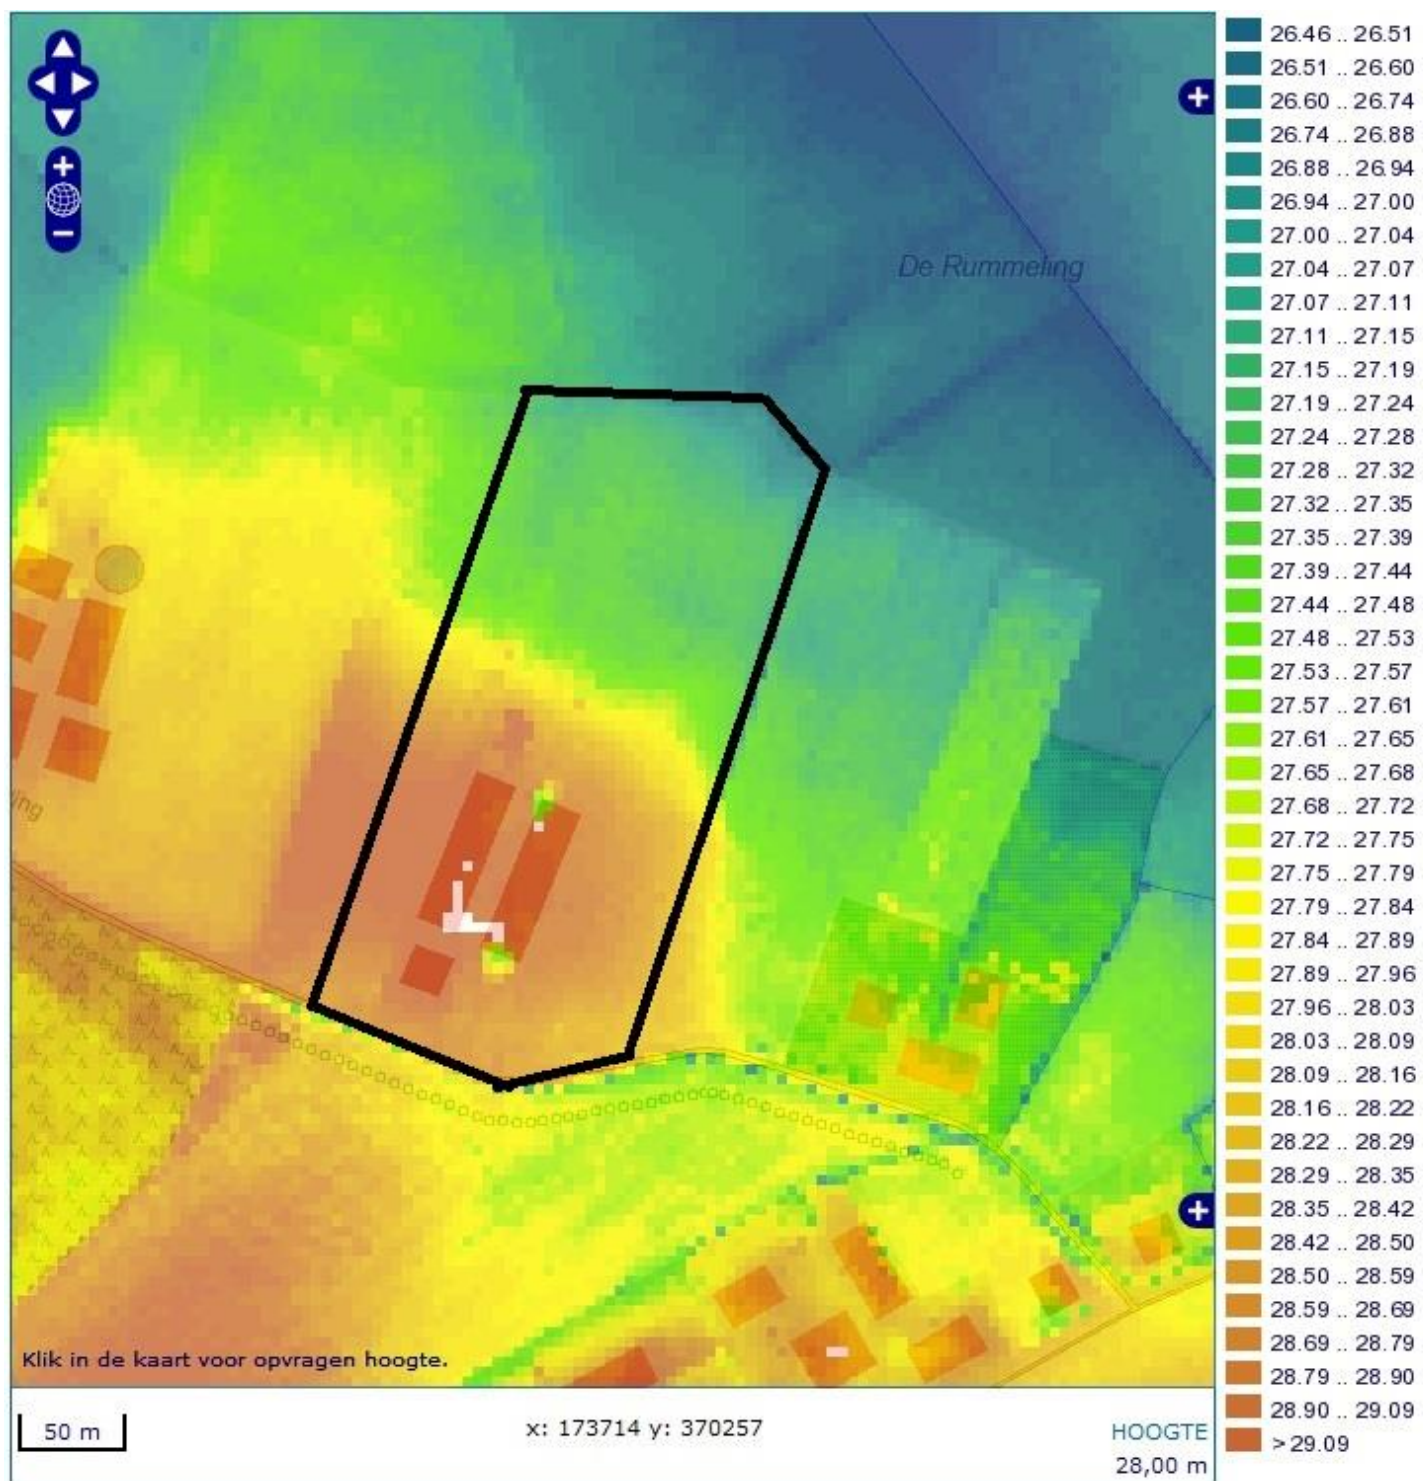 De Rummeling
ing
Klik in de kaart voor opvragen hoogte.
50 m
x: 173714 y: 370257
HOOGTE
28,00 m
26.46 .. 26.51
26.51 .. 26.60
26.60 .. 26.74
26.74 .. 26.88
26.88 .. 26.94
26.94 .. 27.00
27.00 .. 27.04
27.04 .. 27.07
27.07 .. 27.11
27.11 .. 27.15
27.15 .. 27.19
27.19 .. 27.24
27.24 .. 27.28
27.28 .. 27.32
27.32 .. 27.35
27.35 .. 27.39
27.39 .. 27.44
27.44 .. 27.48
27.48 .. 27.53
27.53 .. 27.57
27.57 .. 27.61
27.61 .. 27.65
27.65 .. 27.68
27.68 .. 27.72
27.72 .. 27.75
27.75 .. 27.79
27.79 .. 27.84
27.84 .. 27.89
27.89 .. 27.96
27.96 .. 28.03
28.03 .. 28.09
28.09 .. 28.16
28.16 .. 28.22
28.22 .. 28.29
28.29 .. 28.35
28.35 .. 28.42
28.42 .. 28.50
28.50 .. 28.59
28.59 .. 28.69
28.69 .. 28.79
28.79 .. 28.90
28.90 .. 29.09
> 29.09